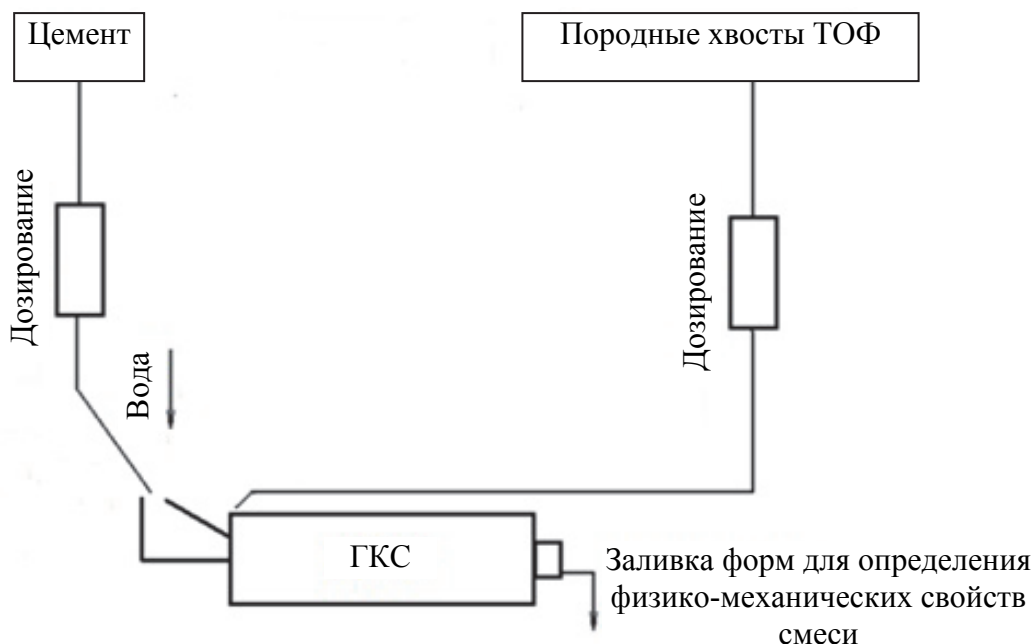 Цемент
Породные хвосты ТОФ
Дозирование
Дозирование
Вода
ГКС
Заливка форм для определения
физико-механических свойств
смеси